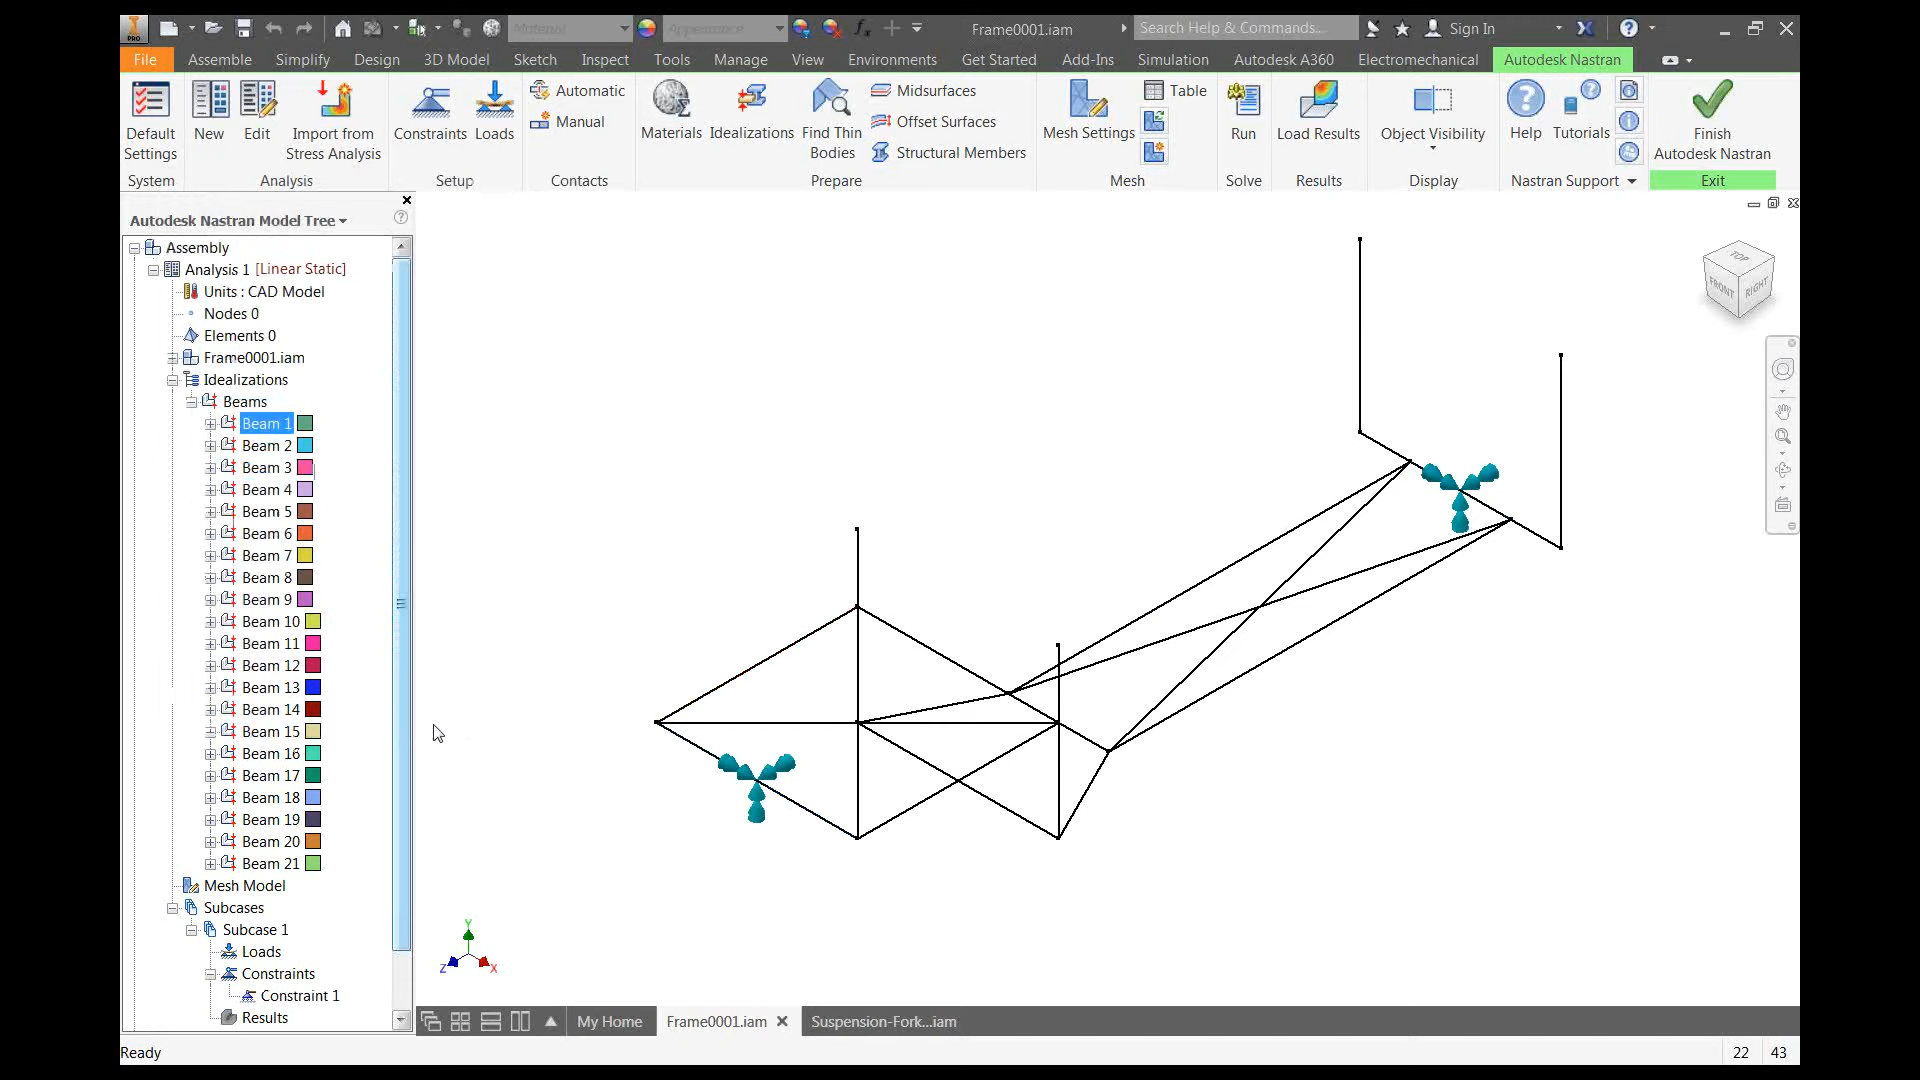 PRO
Material
Appearance
Frame0001.iam
Search Help & Commands...
Sign In
File
Assemble
Simplify
Design
3D Model
Sketch
Inspect
Tools
Manage
View
Environments
Get Started
Add-Ins
Simulation
Autodesk A360
Electromechanical
Autodesk Nastran
Default Settings
New
Edit
Import from Stress Analysis
Constraints
Loads
Automatic
Manual
Materials
Idealizations
Find Thin Bodies
Midsurfaces
Offset Surfaces
Structural Members
Mesh Settings
Table
Run
Load Results
Object Visibility
Help
Tutorials
Finish Autodesk Nastran
System
Analysis
Setup
Contacts
Prepare
Mesh
Solve
Results
Display
Nastran Support
Exit
Autodesk Nastran Model Tree
Assembly
Analysis 1 [Linear Static]
Units : CAD Model
Nodes 0
Elements 0
Frame0001.iam
Idealizations
Beams
Beam 1
Beam 2
Beam 3
Beam 4
Beam 5
Beam 6
Beam 7
Beam 8
Beam 9
Beam 10
Beam 11
Beam 12
Beam 13
Beam 14
Beam 15
Beam 16
Beam 17
Beam 18
Beam 19
Beam 20
Beam 21
Mesh Model
Subcases
Subcase 1
Loads
Constraints
Constraint 1
Results
TOP
FRONT
RIGHT
Y
Z
X
My Home
Frame0001.iam
Suspension-Fork...iam
Ready
22
43